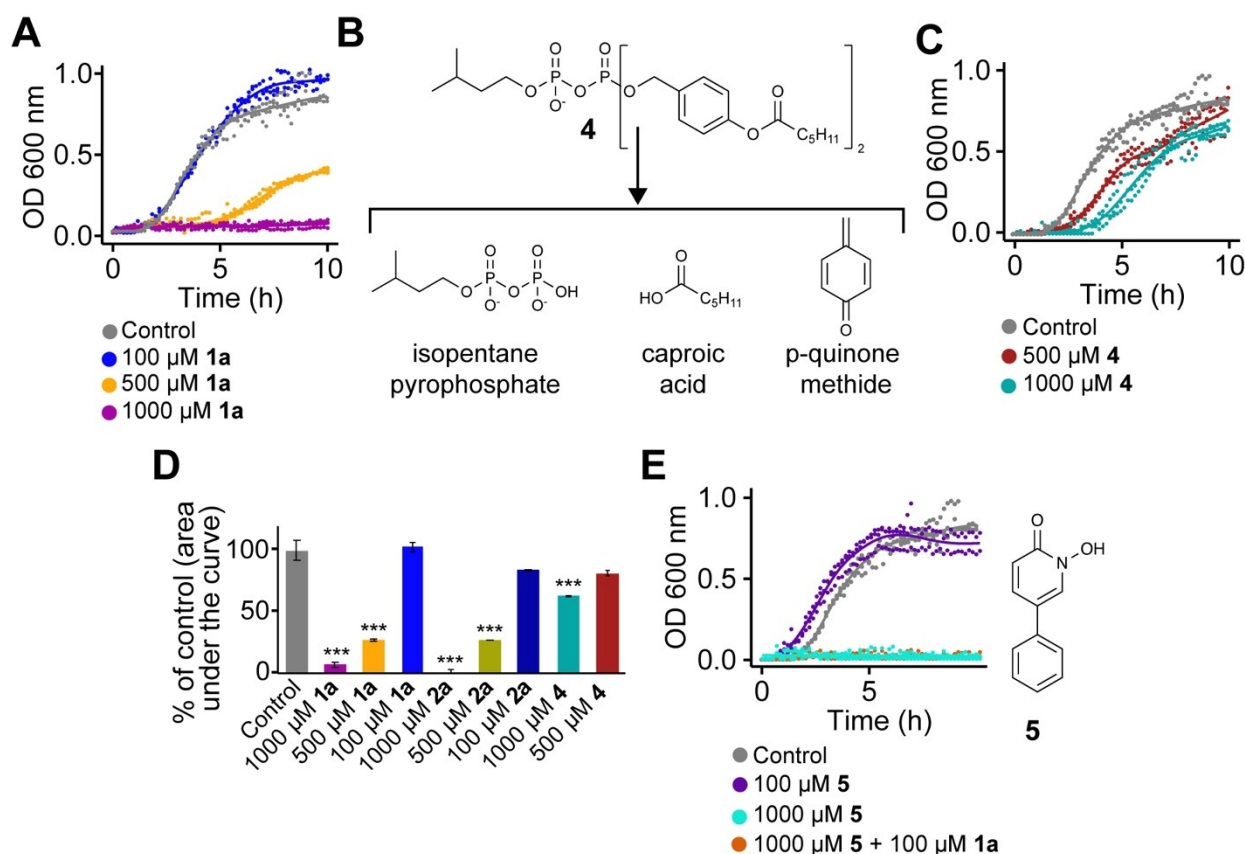 A
OD 600 nm
1.0
0.5
0.0
0
5
10
Time (h)
Control
100 µM 1a
500 µM 1a
1000 µM 1a
B
O
O
P
P
O
O
O
O-
O
O
C5H11
2
4
O
O
P
P
O
O
OH
O-
O-
isopentane
pyrophosphate
O
HO
C5H11
caproic
acid
O
p-quinone
methide
C
OD 600 nm
1.0
0.5
0.0
0
5
10
Time (h)
Control
500 µM 4
1000 µM 4
D
% of control (area
under the curve)
100
50
0
***
***
***
***
***
Control
1000 µM 1a
500 µM 1a
100 µM 1a
1000 µM 2a
500 µM 2a
100 µM 2a
1000 µM 4
500 µM 4
E
OD 600 nm
1.0
0.5
0.0
0
5
Time (h)
Control
100 µM 5
1000 µM 5
1000 µM 5 + 100 µM 1a
O
OH
N
5